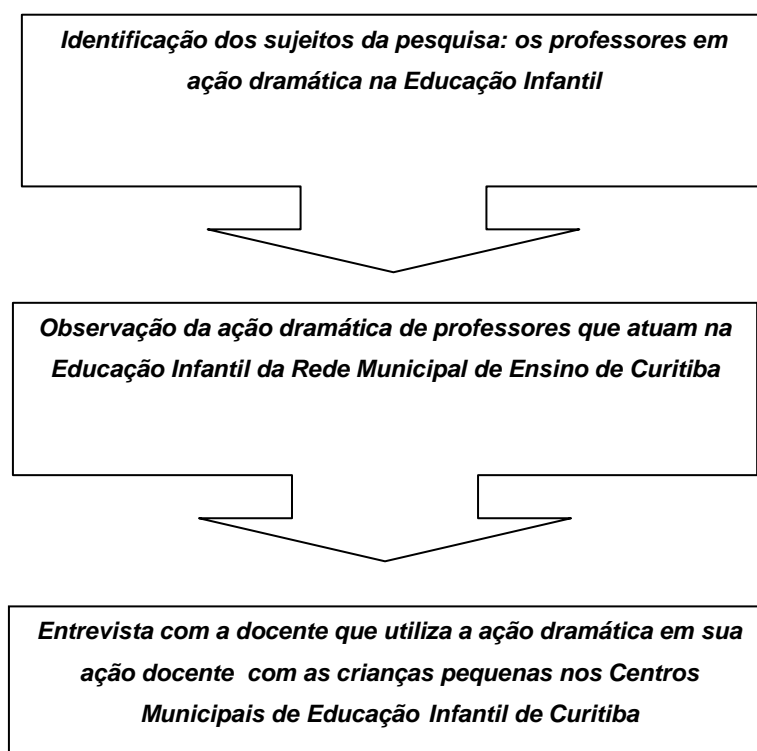 Identificação dos sujeitos da pesquisa: os professores em
ação dramática na Educação Infantil
Observação da ação dramática de professores que atuam na
Educação Infantil da Rede Municipal de Ensino de Curitiba
Entrevista com a docente que utiliza a ação dramática em sua
ação docente com as crianças pequenas nos Centros
Municipais de Educação Infantil de Curitiba